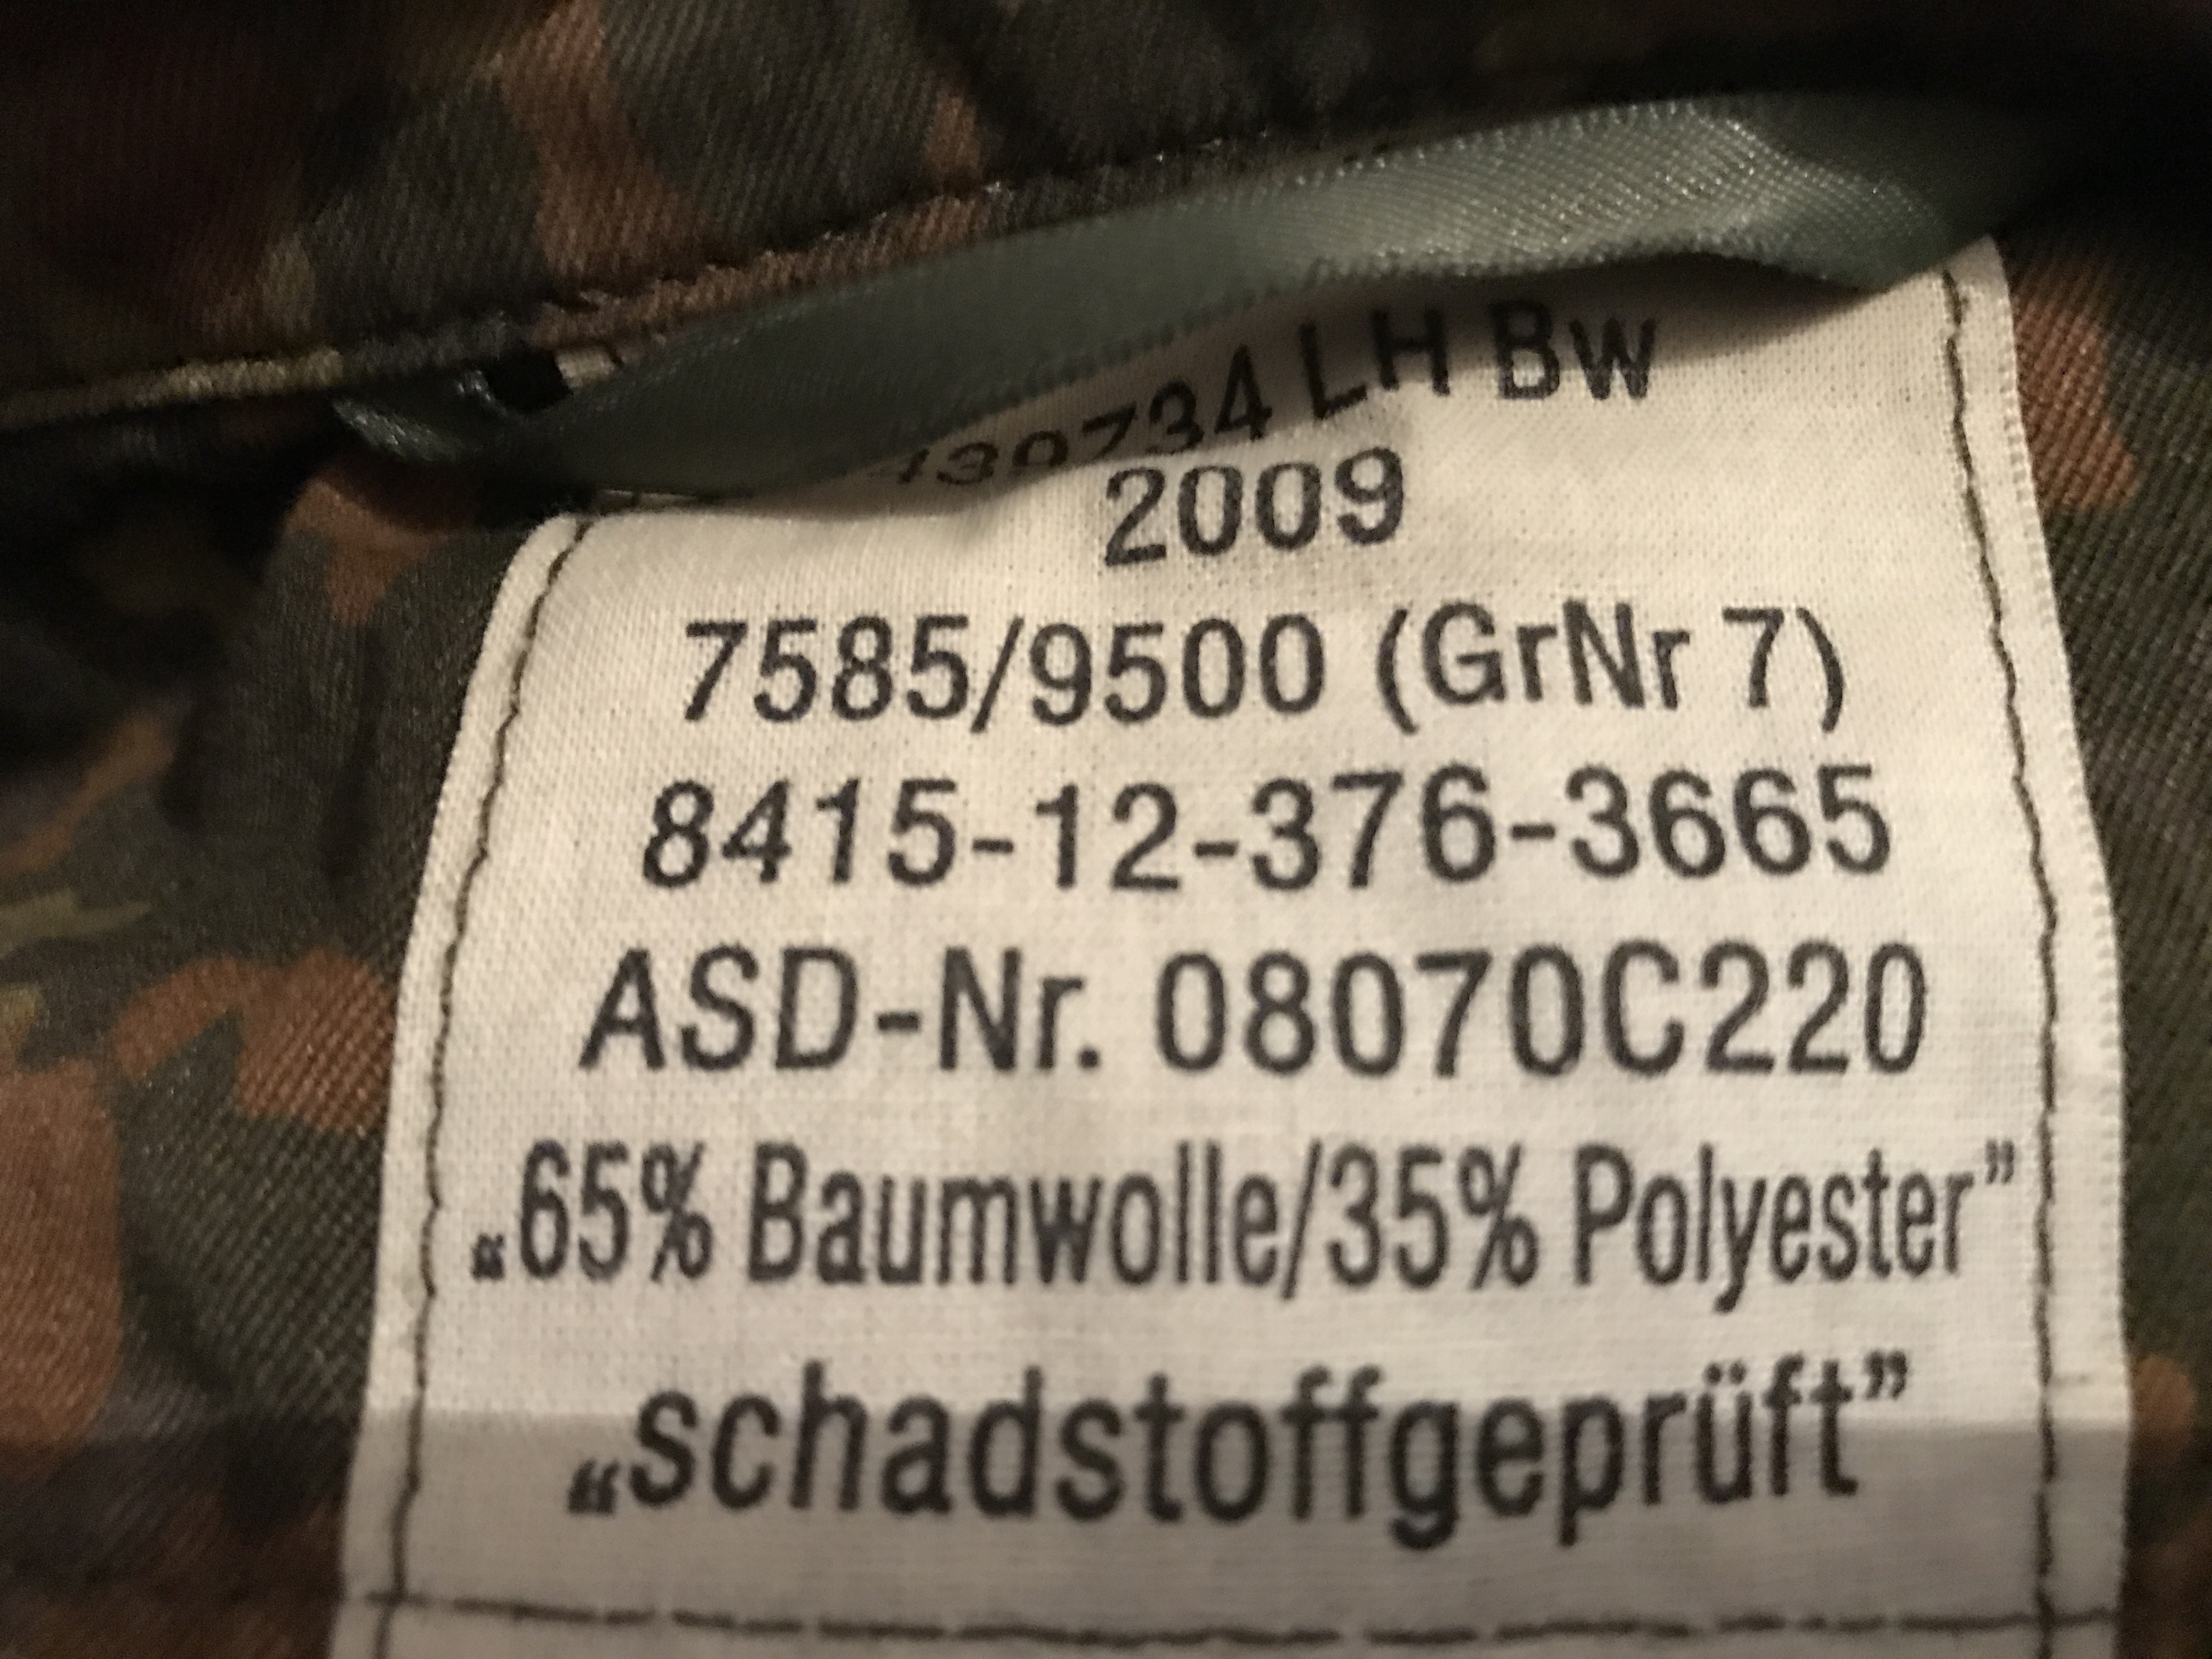 LH Bw
2009
7585/9500 (GrNr 7)
8415-12-376-3665
ASD-Nr. 08070C220
„65% Baumwolle/35% Polyester”
„schadstoffgeprüft”